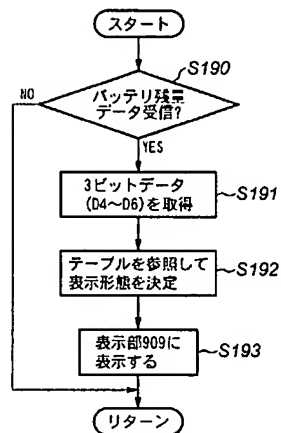 スタート
S190
バッテリ残量
データ受信?
NO
YES
3ビットデータ
(D4〜D6)を取得
S191
テーブルを参照して
表示形態を決定
S192
表示部909に
表示する
S193
リターン